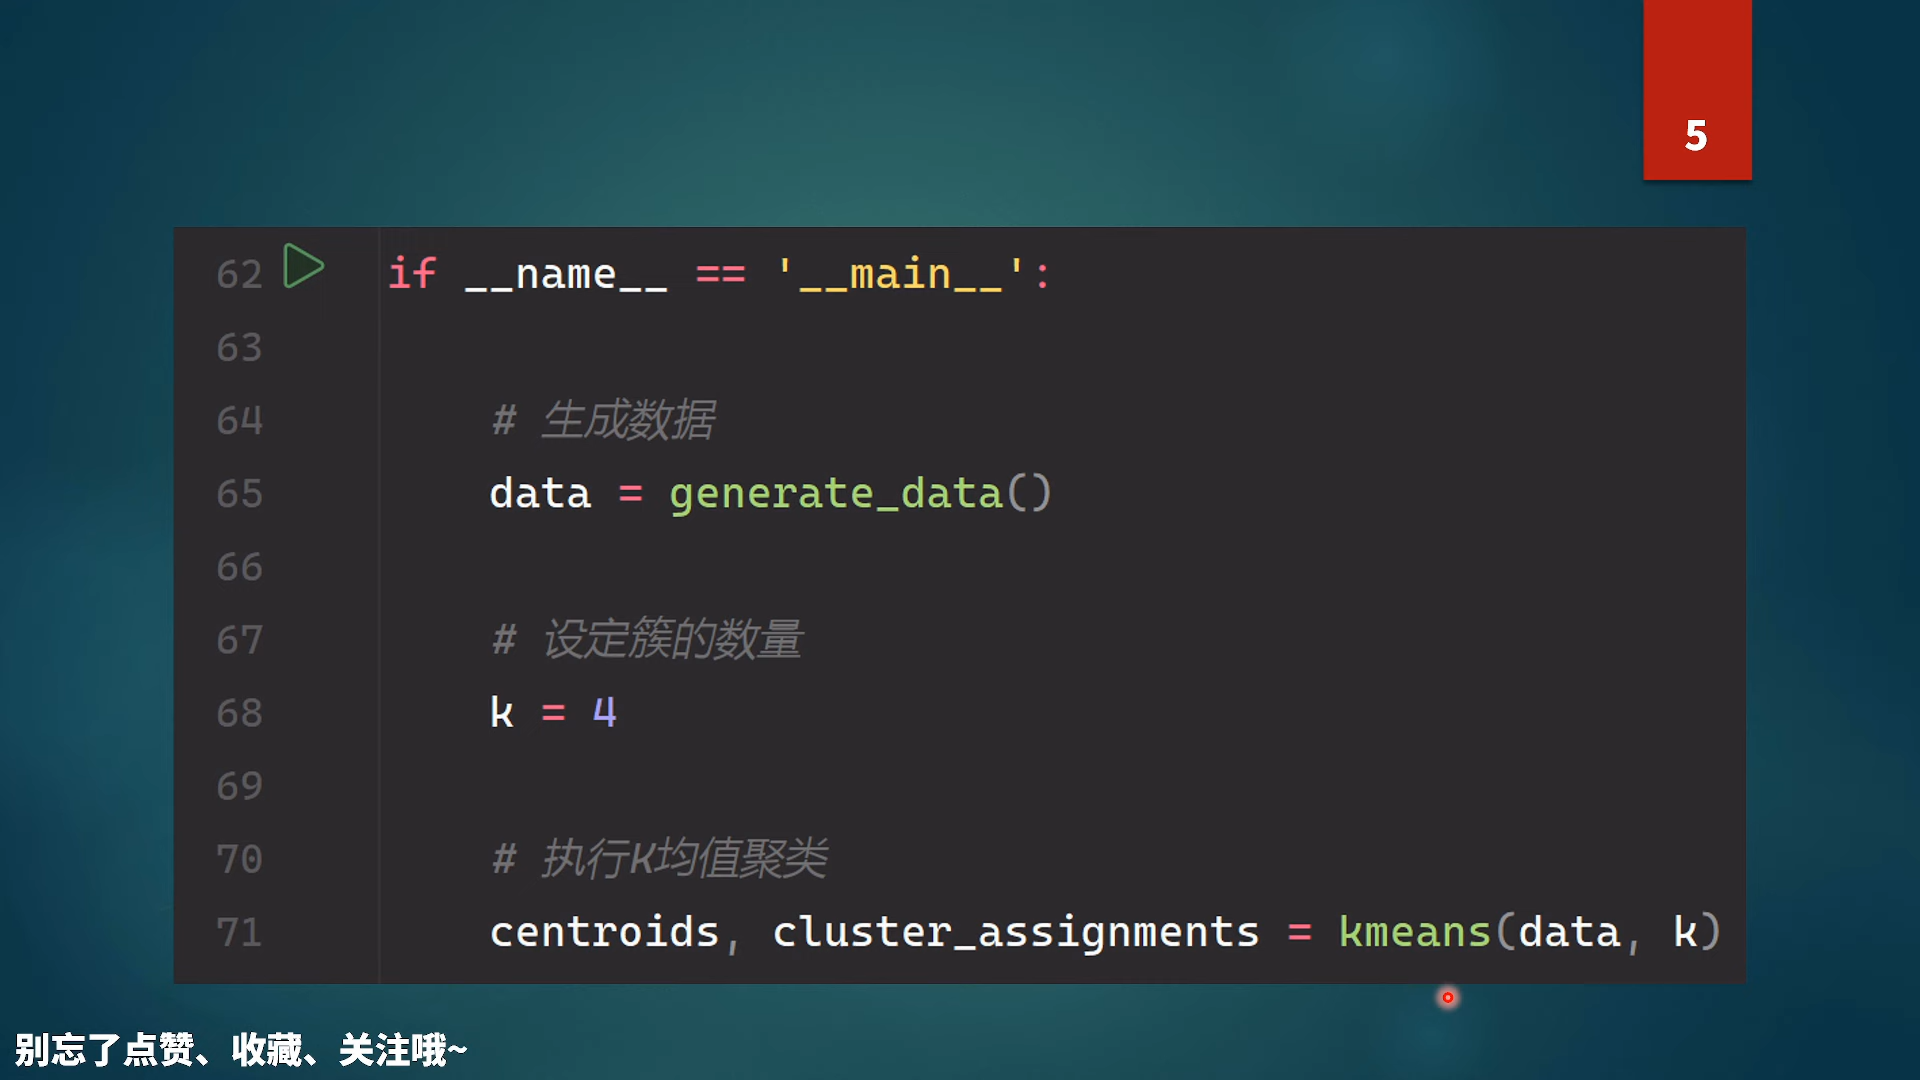 5
62 if __name__ == '__main__':
63
64 # 生成数据
65 data = generate_data()
66
67 # 设定簇的数量
68 k = 4
69
70 # 执行K均值聚类
71 centroids, cluster_assignments = kmeans(data, k)
别忘了点赞、收藏、关注哦~